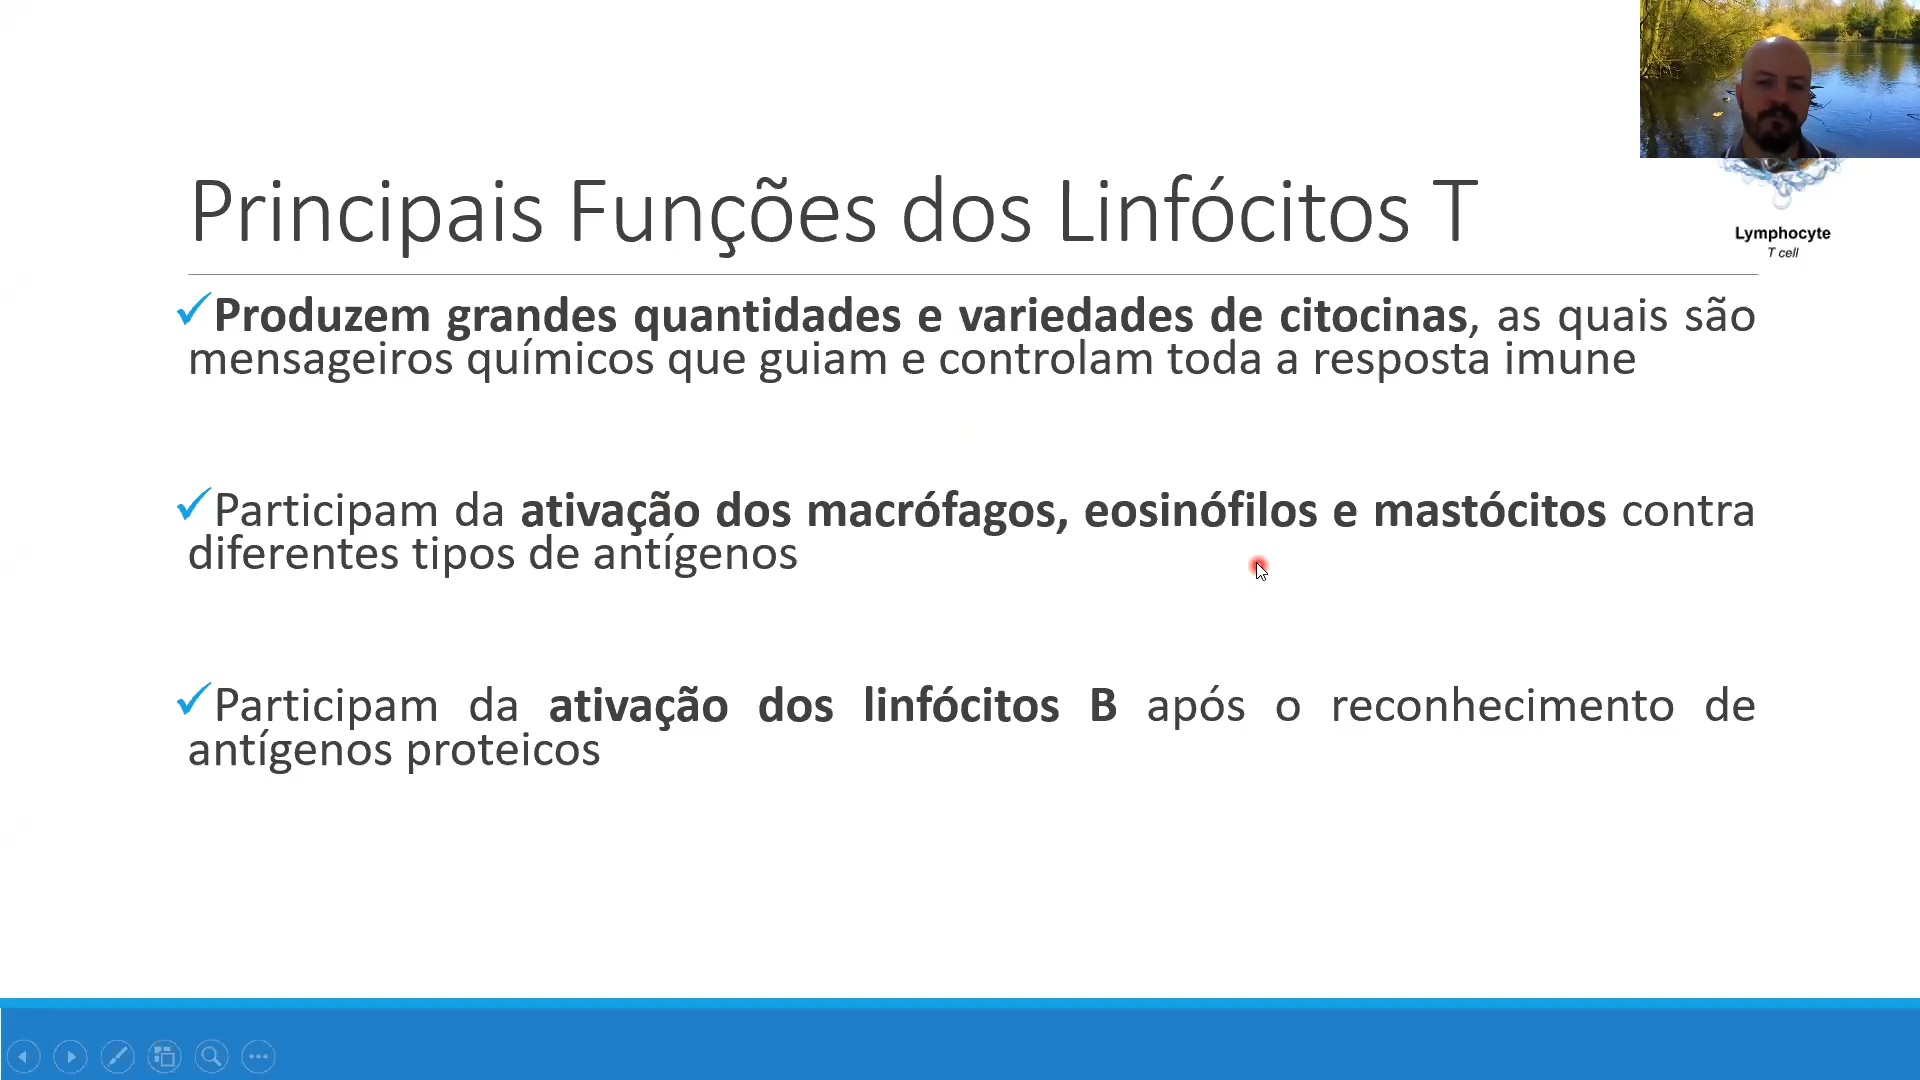 Principais Funções dos Linfócitos T
Lymphocyte
T cell
Produzem grandes quantidades e variedades de citocinas, as quais são
mensageiros químicos que guiam e controlam toda a resposta imune
Participam da ativação dos macrófagos, eosinófilos e mastócitos contra
diferentes tipos de antígenos
Participam da ativação dos linfócitos B após o reconhecimento de
antígenos proteicos